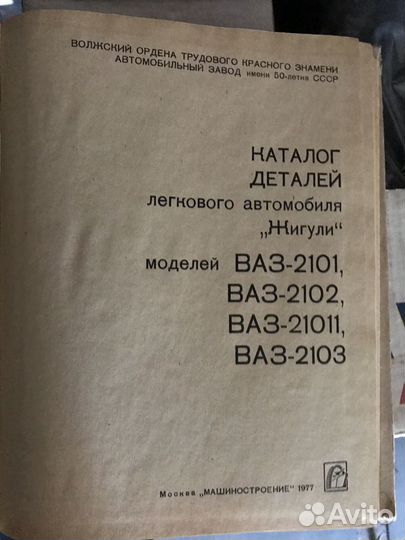 ВОЛЖСКИЙ ОРДЕНА ТРУДОВОГО КРАСНОГО ЗНАМЕНИ
АВТОМОБИЛЬНЫЙ ЗАВОД имени 50-летия СССР
КАТАЛОГ
ДЕТАЛЕЙ
легкового автомобиля
„Жигули“
моделей ВАЗ-2101,
ВАЗ-2102,
ВАЗ-21011,
ВАЗ-2103
Москва „МАШИНОСТРОЕНИЕ“ 1977
Avito